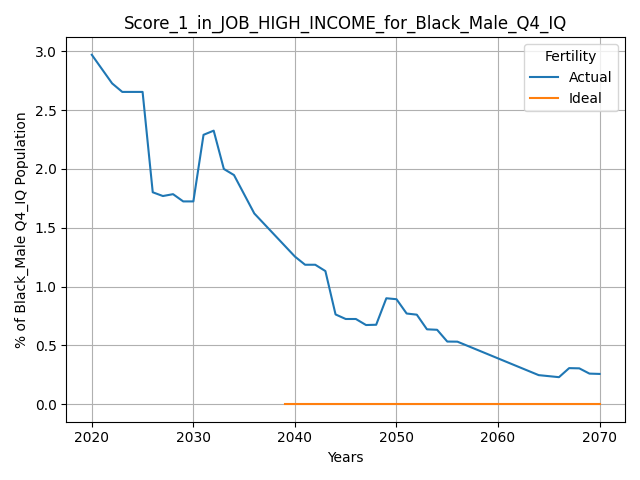 Score_1_in_JOB_HIGH_INCOME_for_Black_Male_Q4_IQ
Fertility
Actual
Ideal
% of Black_Male Q4_IQ Population
3.0
2.5
2.0
1.5
1.0
0.5
0.0
2020 2030 2040 2050 2060 2070
Years